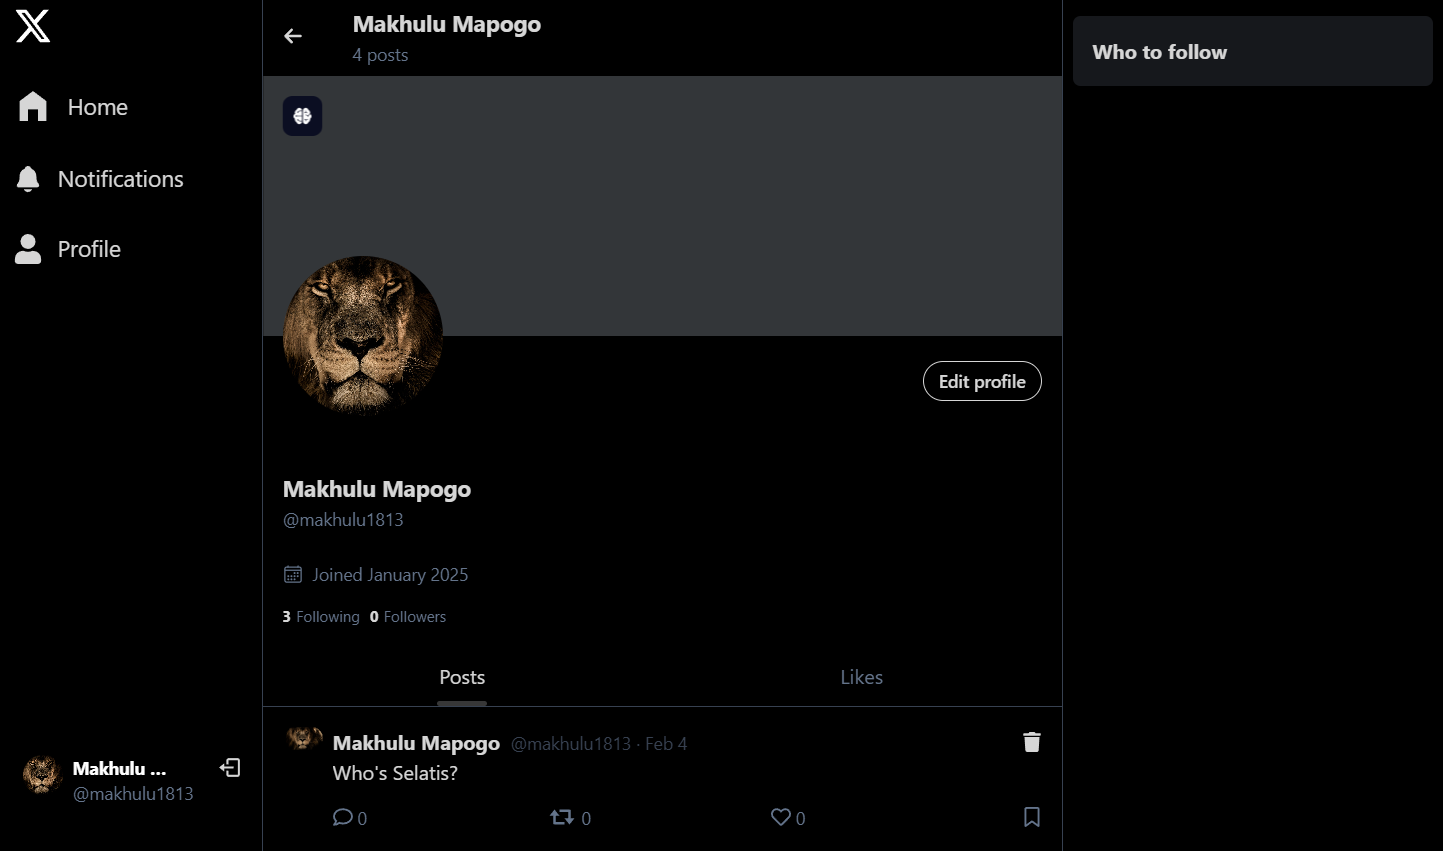 Home
Notifications
Profile
Makhulu ...
@makhulu1813
Makhulu Mapogo
4 posts
Edit profile
Makhulu Mapogo
@makhulu1813
Joined January 2025
3 Following 0 Followers
Posts Likes
Makhulu Mapogo @makhulu1813 · Feb 4
Who's Selatis?
0 0 0
Who to follow